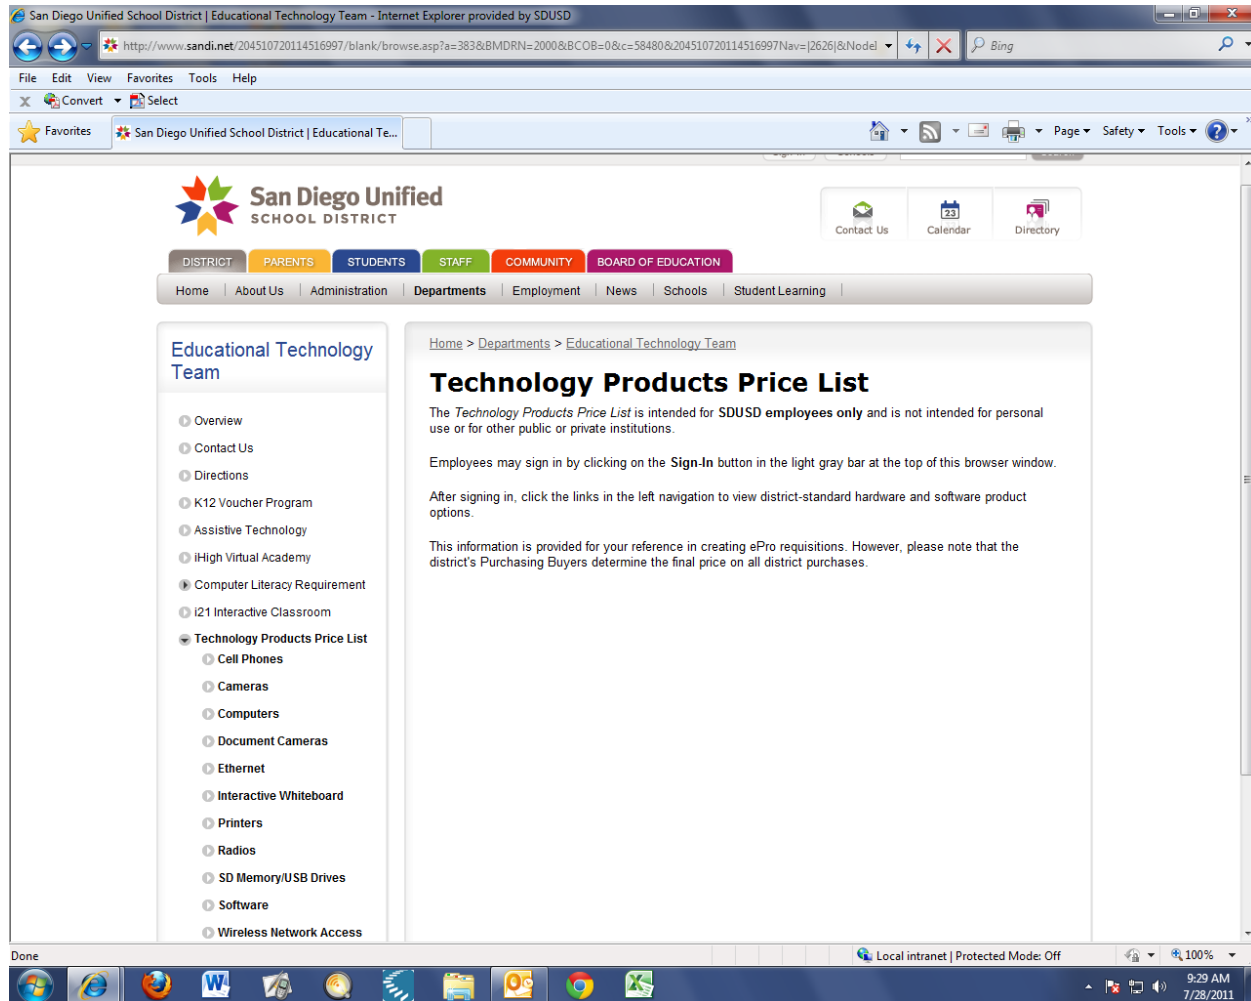 San Diego Unified School District | Educational Technology Team - Internet Explorer provided by SDUSD
http://www.sandi.net/204510720114516997/blank/browse.asp?a=383&BMDRN=2000&BCOB=0&c=58480&204510720114516997Nav=|2626|&NodeI
Bing
File Edit View Favorites Tools Help
X Convert Select
Favorites San Diego Unified School District | Educational Te...
Page Safety Tools
San Diego Unified
SCHOOL DISTRICT
Contact Us 23 Calendar Directory
DISTRICT PARENTS STUDENTS STAFF COMMUNITY BOARD OF EDUCATION
Home | About Us | Administration | Departments | Employment | News | Schools | Student Learning |
Educational Technology
Team
Overview
Contact Us
Directions
K12 Voucher Program
Assistive Technology
iHigh Virtual Academy
Computer Literacy Requirement
i21 Interactive Classroom
Technology Products Price List
Cell Phones
Cameras
Computers
Document Cameras
Ethernet
Interactive Whiteboard
Printers
Radios
SD Memory/USB Drives
Software
Wireless Network Access
Home > Departments > Educational Technology Team
Technology Products Price List
The Technology Products Price List is intended for SDUSD employees only and is not intended for personal
use or for other public or private institutions.
Employees may sign in by clicking on the Sign-In button in the light gray bar at the top of this browser window.
After signing in, click the links in the left navigation to view district-standard hardware and software product
options.
This information is provided for your reference in creating ePro requisitions. However, please note that the
district's Purchasing Buyers determine the final price on all district purchases.
Done
Local intranet | Protected Mode: Off
100%
9:29 AM
7/28/2011